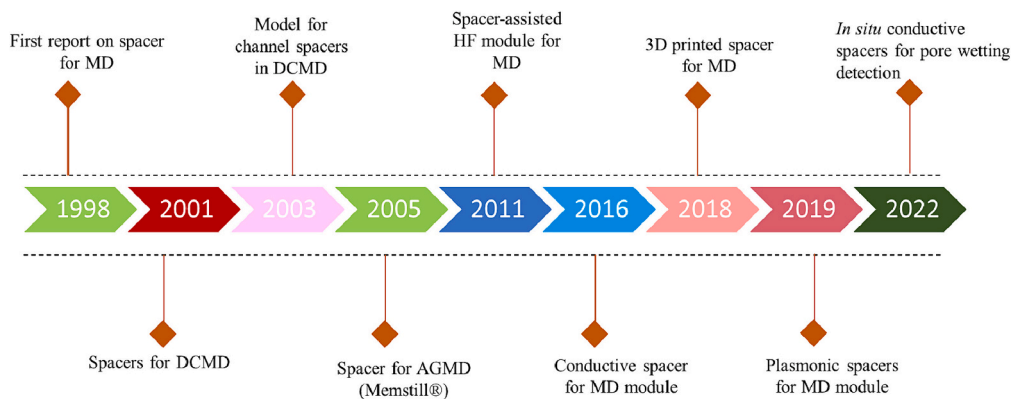 First report on spacer
for MD
Model for
channel spacers
in DCMD
Spacer-assisted
HF module for
MD
3D printed spacer
for MD
In situ conductive
spacers for pore wetting
detection
1998
2001
2003
2005
2011
2016
2018
2019
2022
Spacers for DCMD
Spacer for AGMD
(Memstill®)
Conductive spacer
for MD module
Plasmonic spacers
for MD module